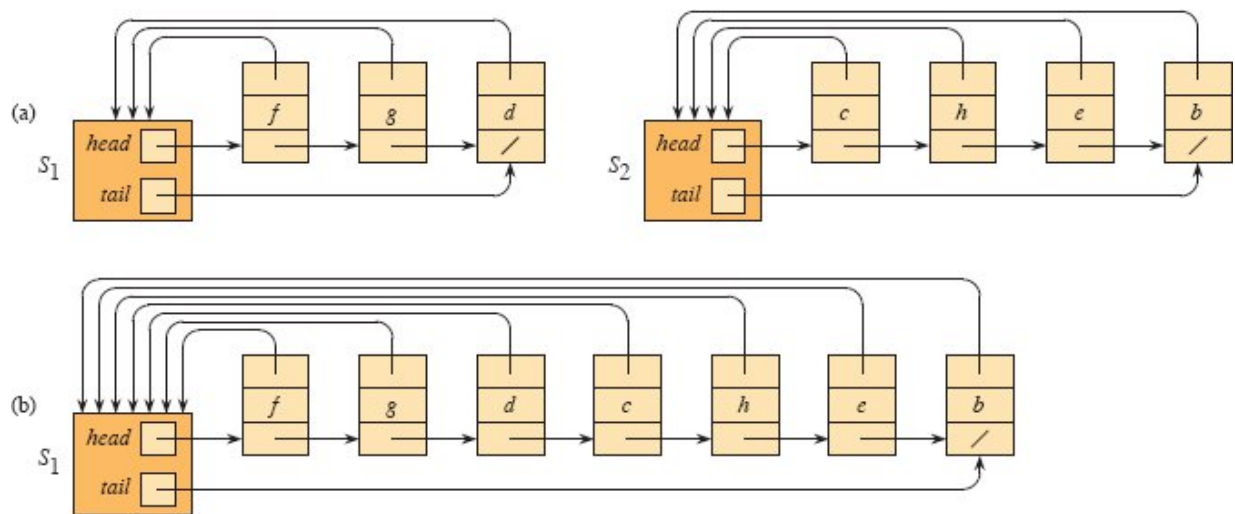 (a)
f g d
head
/
S1
tail
c h e b
head
/
S2
tail
(b)
f g d c h e b
head
/
S1
tail